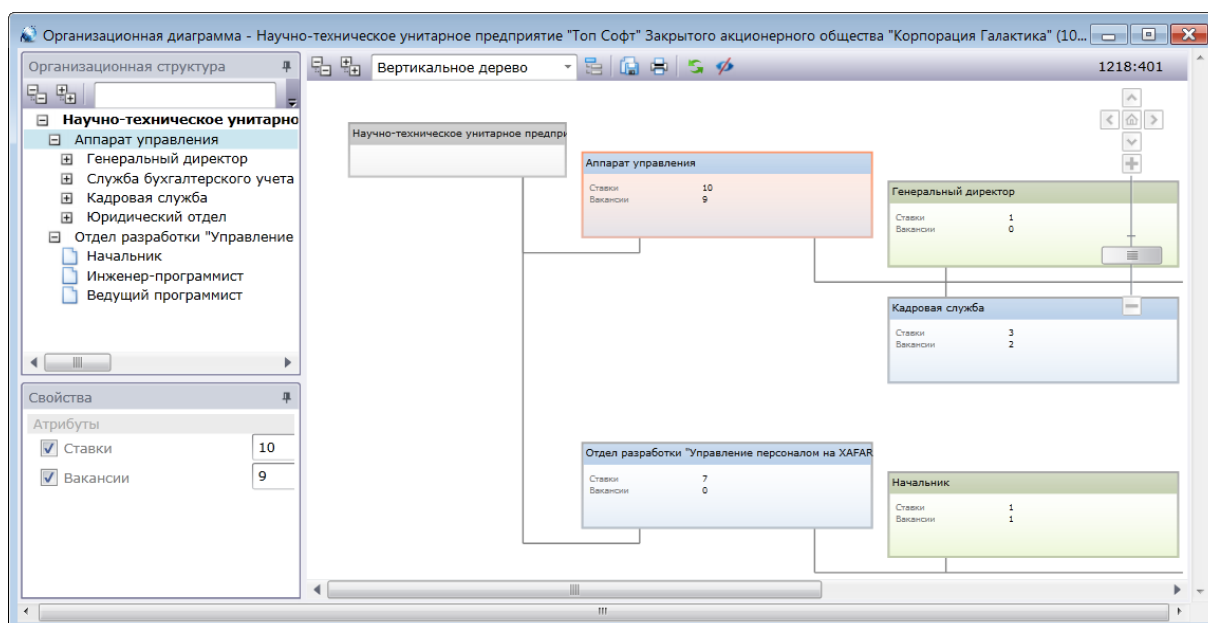 Организационная диаграмма - Научно-техническое унитарное предприятие "Топ Софт" Закрытого акционерного общества "Корпорация Галактика" (10...
Организационная структура
Вертикальное дерево
1218:401
Научно-техническое унитарно
Аппарат управления
Генеральный директор
Служба бухгалтерского учета
Кадровая служба
Юридический отдел
Отдел разработки "Управление
Начальник
Инженер-программист
Ведущий программист
Свойства
Атрибуты
Ставки 10
Вакансии 9
Научно-техническое унитарное предпри
Аппарат управления
Ставки 10
Вакансии 9
Генеральный директор
Ставки 1
Вакансии 0
Кадровая служба
Ставки 3
Вакансии 2
Отдел разработки "Управление персоналом на XAFAR
Ставки 7
Вакансии 0
Начальник
Ставки 1
Вакансии 1